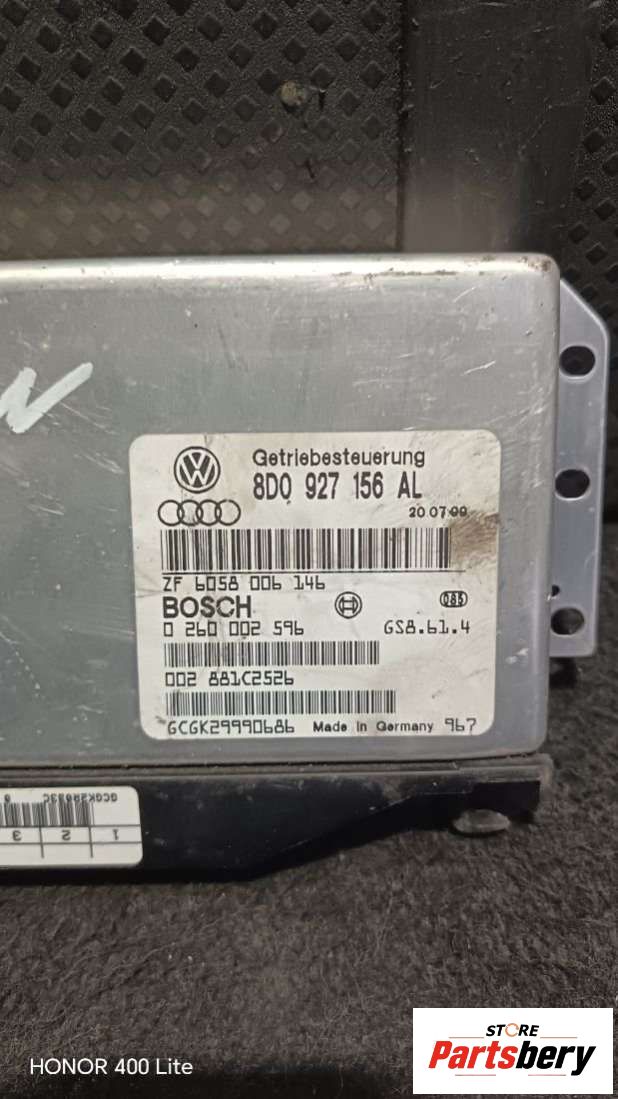 Getriebesteuerung
8D0 927 156 AL
20.07.99
ZF 6058 006 146
BOSCH
0 260 002 596 GS8.61.4
002 881C2526
GCGK29990686 Made in Germany 967
1 2 3
HONOR 400 Lite
STORE
Partsbery